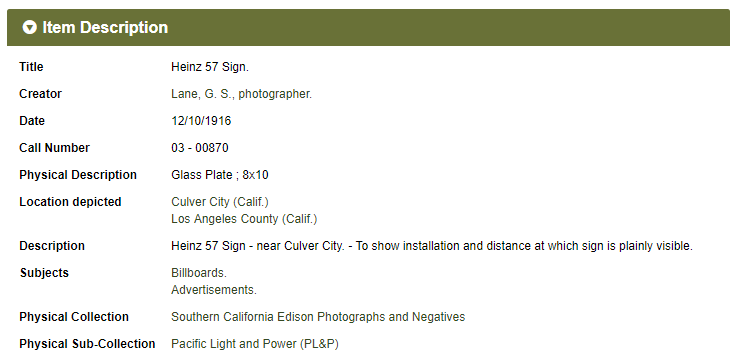 Item Description
Title Heinz 57 Sign.
Creator Lane, G. S., photographer.
Date 12/10/1916
Call Number 03 - 00870
Physical Description Glass Plate ; 8x10
Location depicted Culver City (Calif.)
Los Angeles County (Calif.)
Description Heinz 57 Sign - near Culver City. - To show installation and distance at which sign is plainly visible.
Subjects Billboards.
Advertisements.
Physical Collection Southern California Edison Photographs and Negatives
Physical Sub-Collection Pacific Light and Power (PL&P)